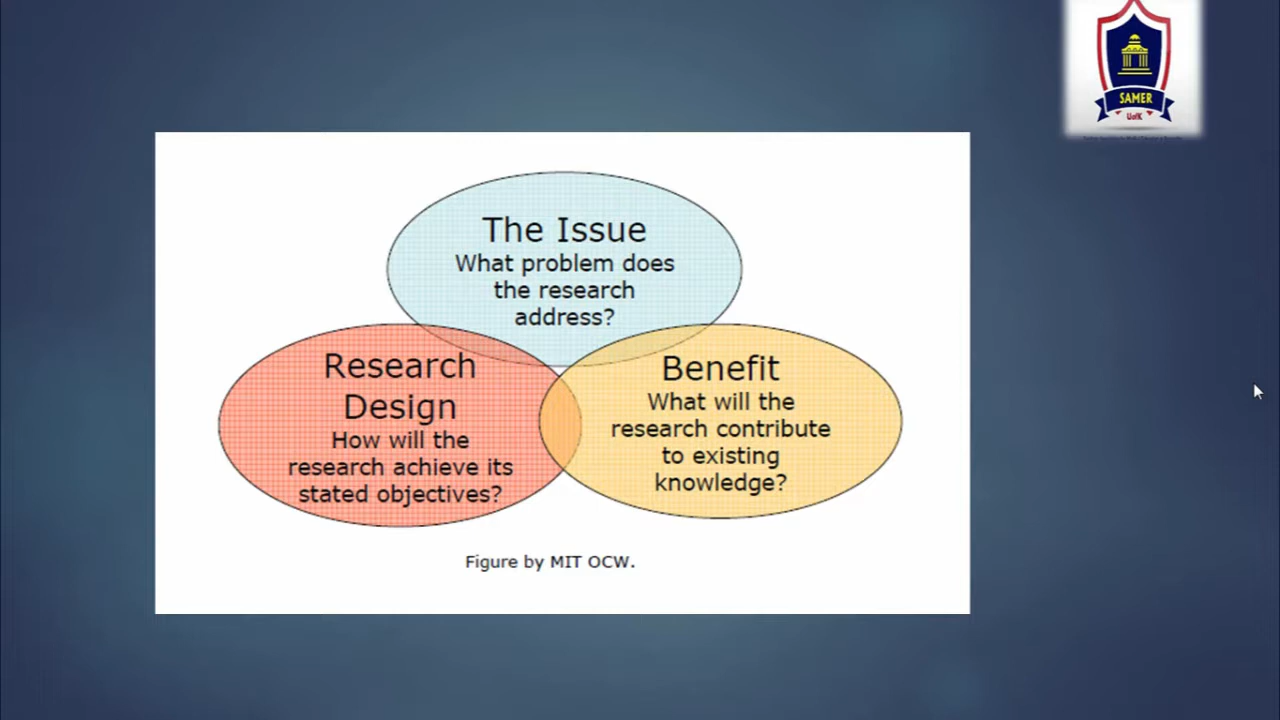 SAMER
UofK
The Issue
What problem does
the research
address?
Research
Design
How will the
research achieve its
stated objectives?
Benefit
What will the
research contribute
to existing
knowledge?
Figure by MIT OCW.